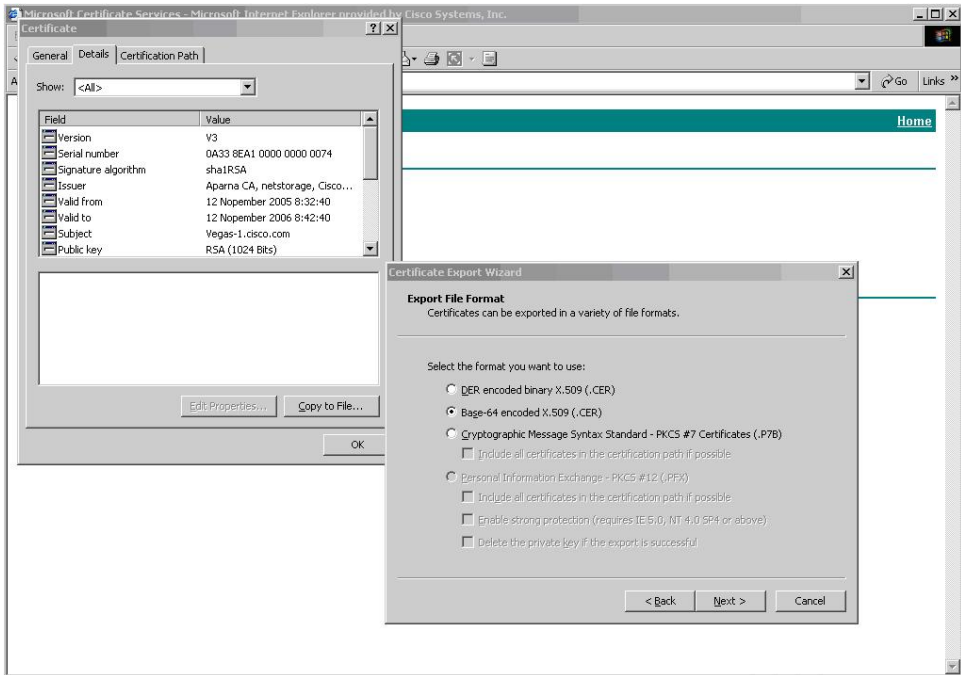 Microsoft Certificate Services - Microsoft Internet Explorer provided by Cisco Systems, Inc.
Certificate
General Details Certification Path
Show: <All>
Field Value
Version V3
Serial number 0A33 8EA1 0000 0000 0074
Signature algorithm sha1RSA
Issuer Aparna CA, netstorage, Cisco...
Valid from 12 Nopember 2005 8:32:40
Valid to 12 Nopember 2006 8:42:40
Subject Vegas-1.cisco.com
Public key RSA (1024 Bits)
Edit Properties... Copy to File...
OK
Go Links »
Home
Certificate Export Wizard
Export File Format
Certificates can be exported in a variety of file formats.
Select the format you want to use:
DER encoded binary X.509 (.CER)
Base-64 encoded X.509 (.CER)
Cryptographic Message Syntax Standard - PKCS #7 Certificates (.P7B)
Include all certificates in the certification path if possible
Personal Information Exchange - PKCS #12 (.PFX)
Include all certificates in the certification path if possible
Enable strong protection (requires IE 5.0, NT 4.0 SP4 or above)
Delete the private key if the export is successful
< Back Next > Cancel